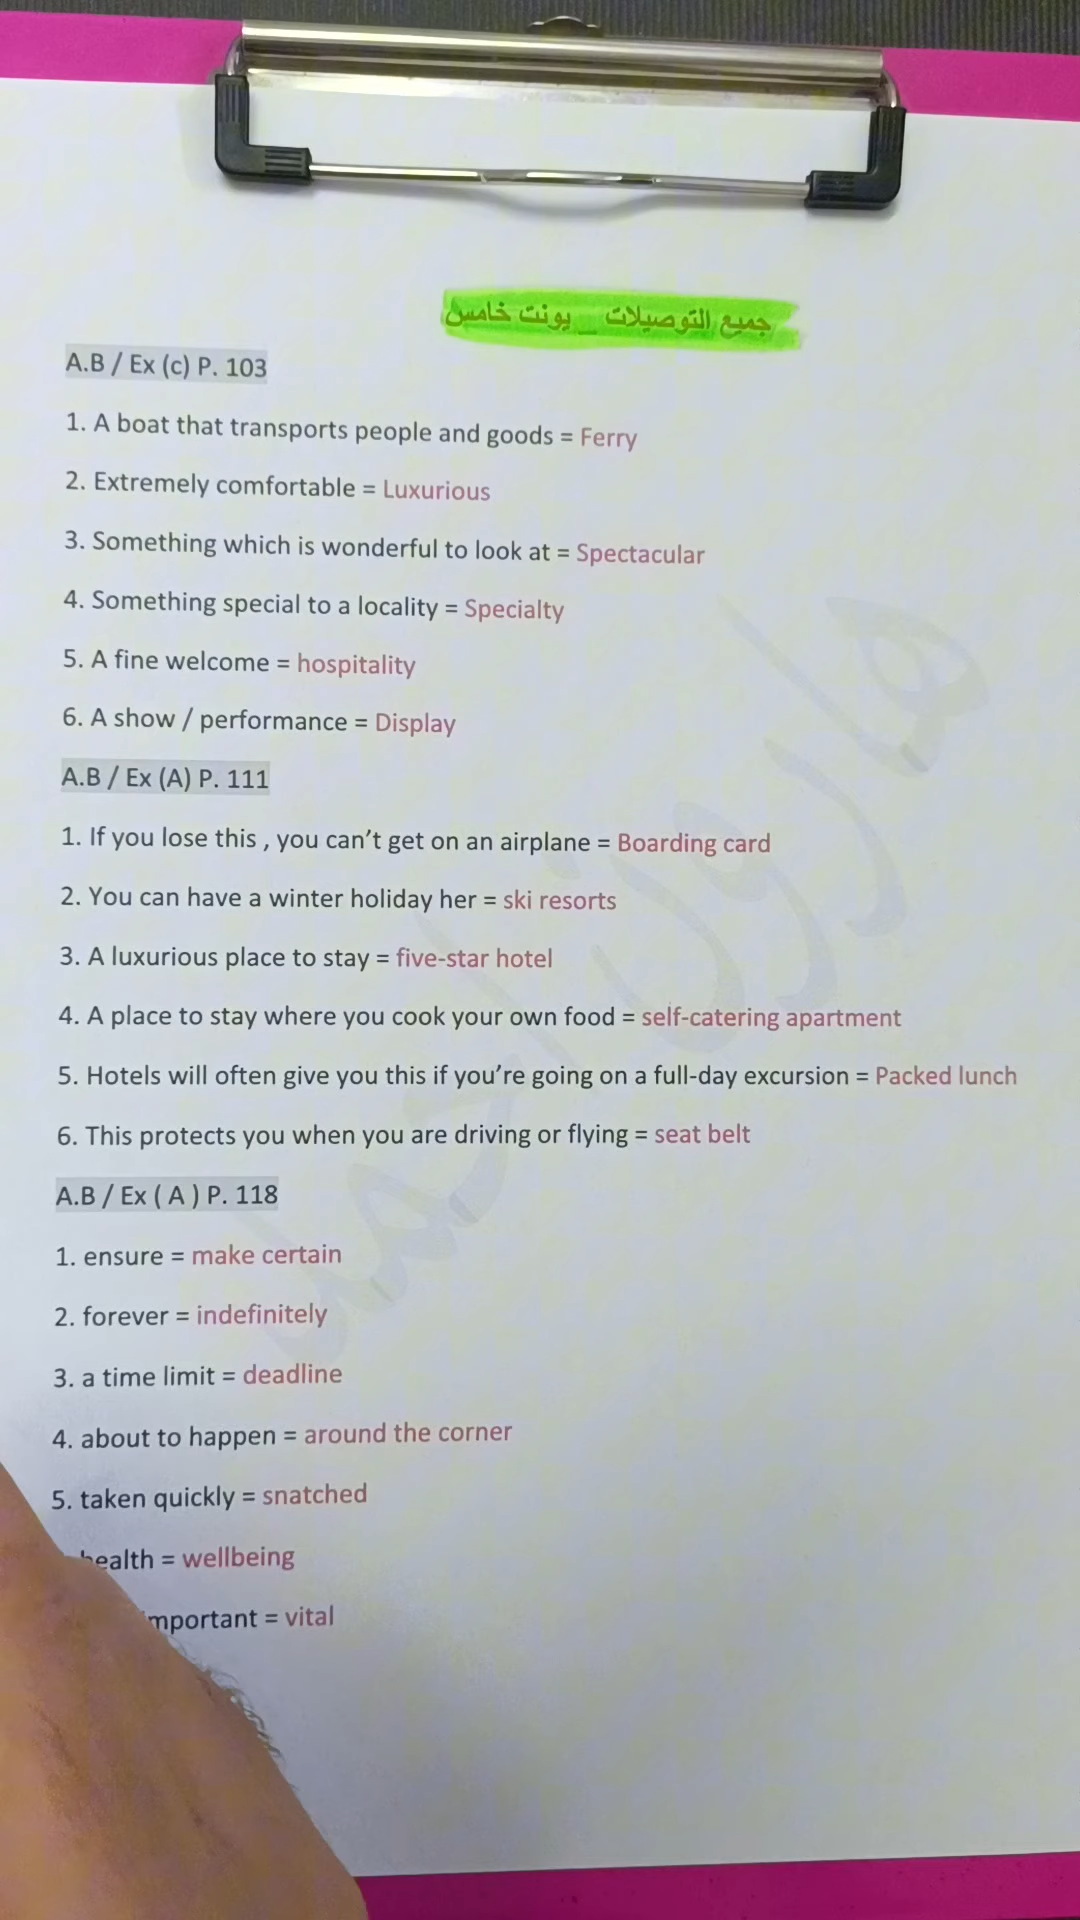 جميع التوصيلات _ يونت خامس
A.B / Ex (c) P. 103
1. A boat that transports people and goods = Ferry
2. Extremely comfortable = Luxurious
3. Something which is wonderful to look at = Spectacular
4. Something special to a locality = Specialty
5. A fine welcome = hospitality
6. A show / performance = Display
A.B / Ex (A) P. 111
1. If you lose this , you can’t get on an airplane = Boarding card
2. You can have a winter holiday her = ski resorts
3. A luxurious place to stay = five-star hotel
4. A place to stay where you cook your own food = self-catering apartment
5. Hotels will often give you this if you’re going on a full-day excursion = Packed lunch
6. This protects you when you are driving or flying = seat belt
A.B / Ex ( A ) P. 118
1. ensure = make certain
2. forever = indefinitely
3. a time limit = deadline
4. about to happen = around the corner
5. taken quickly = snatched
health = wellbeing
important = vital